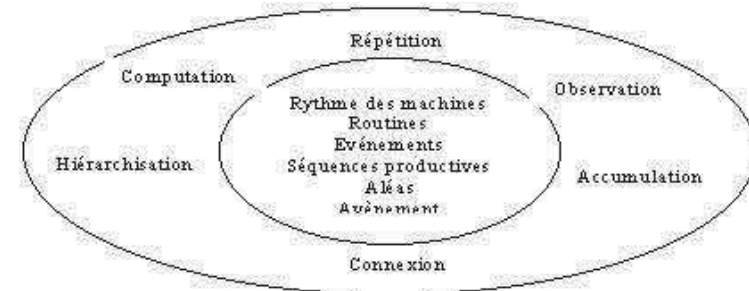 Répétition
Computation
Observation
Rythme des machines
Routines
Evénements
Hiérarchisation
Séquences productives
Accumulation
Aléas
Avènement
Connexion